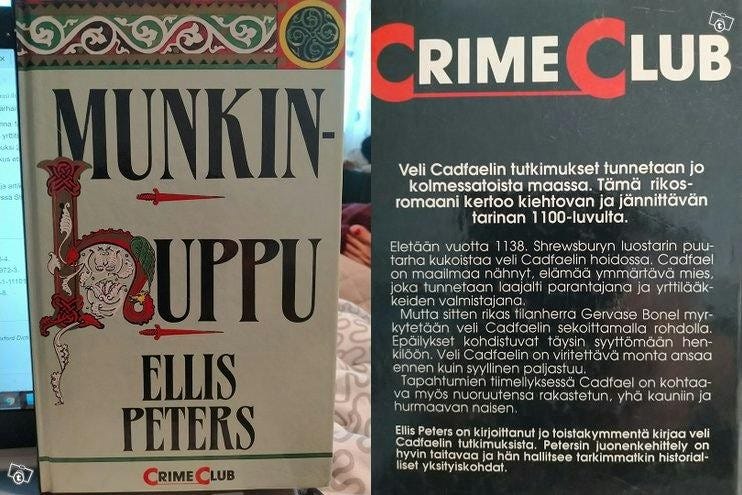 MUNKIN-
HUPPU
ELLIS
PETERS
CRIME CLUB
CRIME CLUB
Veli Cadfaelin tutkimukset tunnetaan jo
kolmessatoista maassa. Tämä rikos-
romaani kertoo kiehtovan ja jännittävän
tarinan 1100-luvulta.
Eletään vuotta 1138. Shrewsburyn luostarin puu-
tarha kukoistaa veli Cadfaelin hoidossa. Cadfael
on maailmaa nähnyt, elämää ymmärtävä mies,
joka tunnetaan laajalti parantajana ja yrttilääk-
keiden valmistajana.
Mutta sitten rikas tilanherra Gervase Bonel myr-
kytetään veli Cadfaelin sekoittamalla rohdolla.
Epäilykset kohdistuvat täysin syyttömään hen-
kilöön. Veli Cadfaelin on viritettävä monta ansaa
ennen kuin syyllinen paljastuu.
Tapahtumien tiimellyksessä Cadfael on kohtaa-
va myös nuoruutensa rakastetun, yhä kauniin ja
hurmaavan naisen.
Ellis Peters on kirjoittanut jo toistakymmentä kirjaa veli
Cadfaelin tutkimuksista. Petersin juonenkehittely on
hyvin taitavaa ja hän hallitsee tarkimmatkin historial-
liset yksityiskohdat.